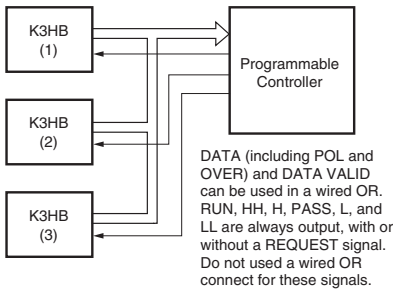 K3HB
(1)
Programmable
Controller
K3HB
(2)
K3HB
(3)
DATA (including POL and
OVER) and DATA VALID
can be used in a wired OR.
RUN, HH, H, PASS, L, and
LL are always output, with or
without a REQUEST signal.
Do not used a wired OR
connect for these signals.